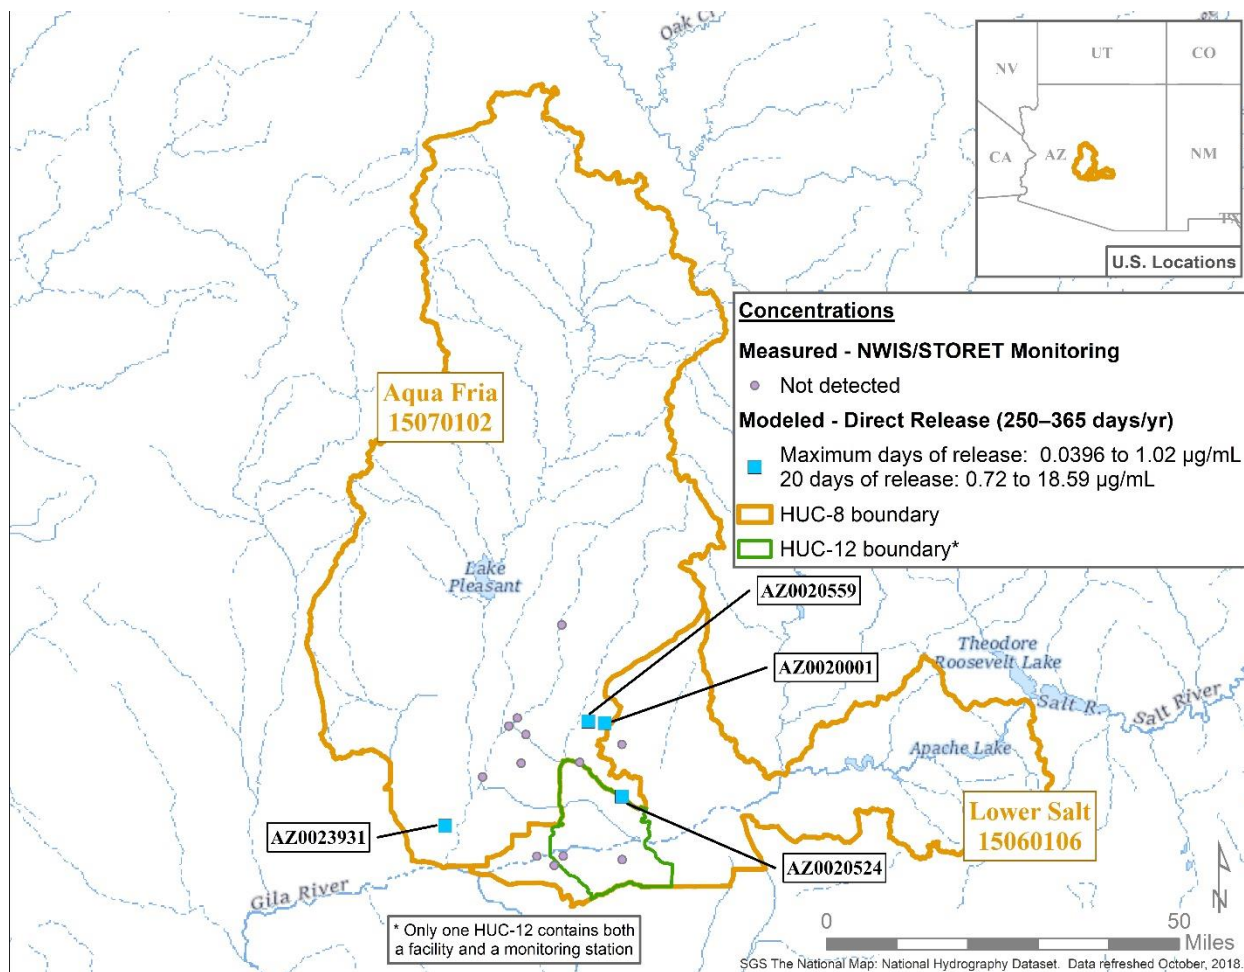 Oak Cr
UT
CO
NV
CA
AZ
NM
TX
U.S. Locations
Concentrations
Measured - NWIS/STORET Monitoring
Not detected
Modeled - Direct Release (250–365 days/yr)
Maximum days of release: 0.0396 to 1.02 µg/mL
20 days of release: 0.72 to 18.59 µg/mL
HUC-8 boundary
HUC-12 boundary*
Aqua Fria
15070102
Lake
Pleasant
AZ0020559
AZ0020001
Theodore
Roosevelt Lake
Salt R.
Salt River
Apache Lake
Lower Salt
15060106
AZ0023931
AZ0020524
Gila River
* Only one HUC-12 contains both
a facility and a monitoring station
N
0
50
Miles
SGS The National Map: National Hydrography Dataset. Data refreshed October, 2018.